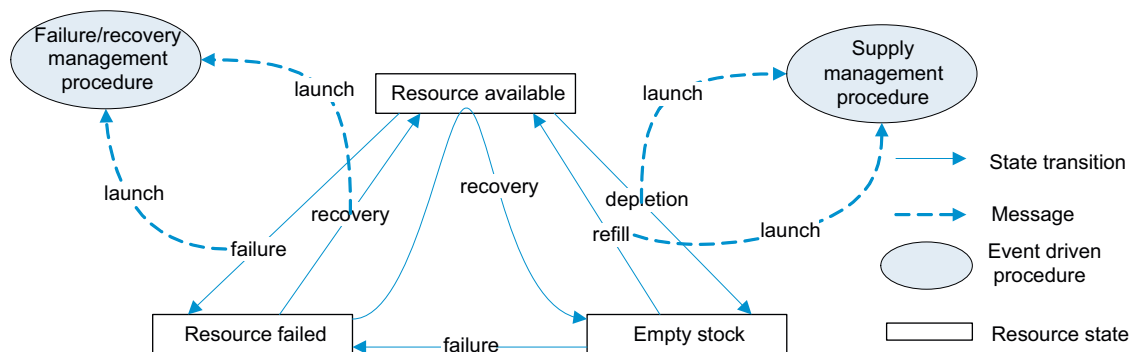 Failure/recovery
management
procedure
Supply
management
procedure
launch
Resource available
launch
launch
recovery
depletion
State transition
recovery
Message
failure
refill
launch
Event driven
procedure
Resource failed
failure
Empty stock
Resource state